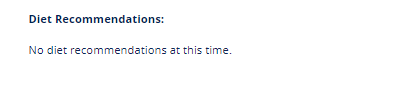 Diet Recommendations:
No diet recommendations at this time.